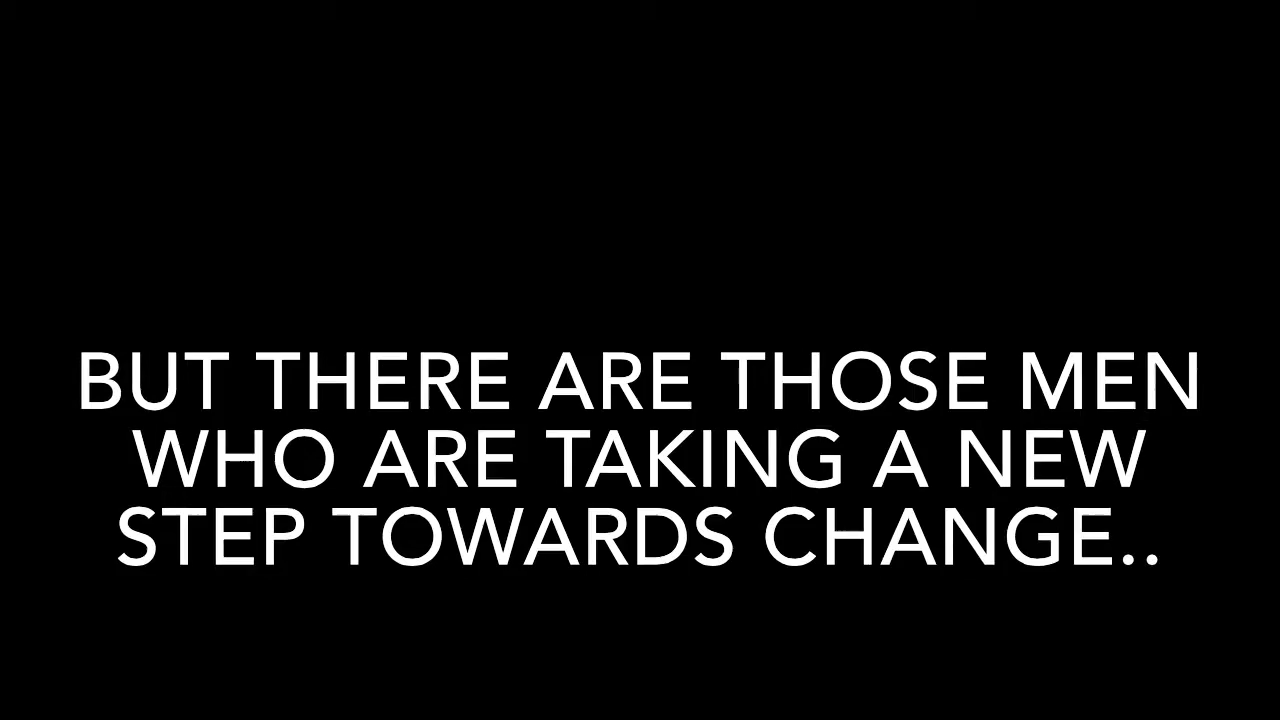 BUT THERE ARE THOSE MEN
WHO ARE TAKING A NEW
STEP TOWARDS CHANGE..